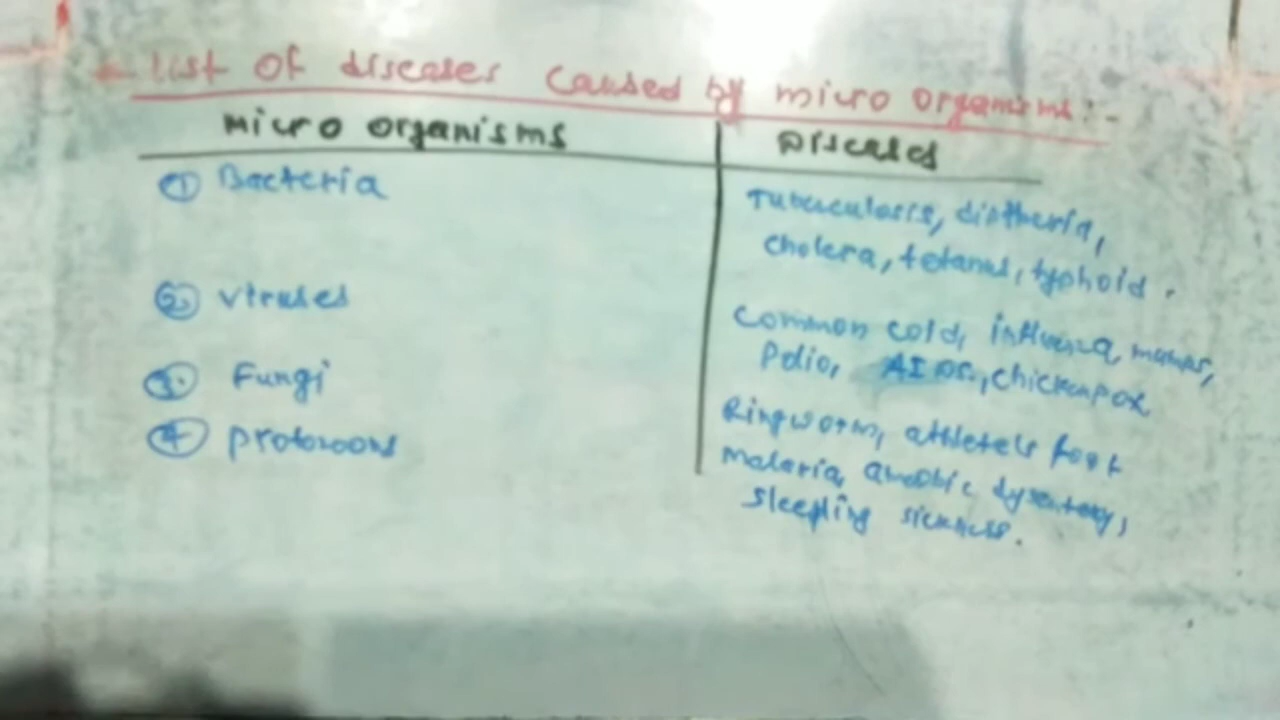 List of diseases caused by micro organisms:-
Micro organisms
Diseases
① Bacteria
Tuberculosis, diptheria,
cholera, tetanus, typhoid.
② Viruses
Common cold, influenza, mumps,
Polio, AIDS, chickenpox
③ Fungi
Ringworm, athlete's foot
④ protozoons
Malaria, amoebic dysentery,
sleeping sickness.